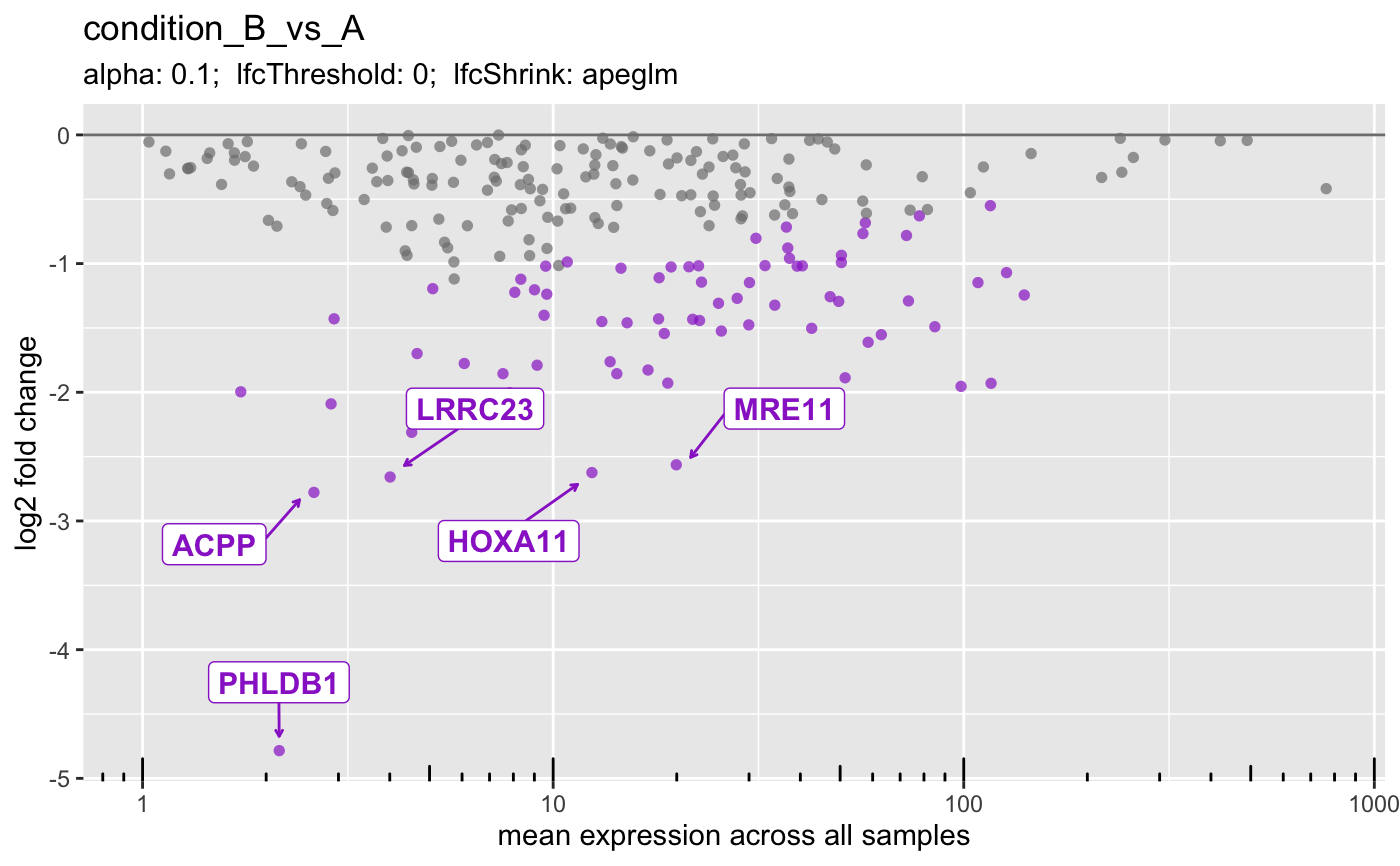 condition_B_vs_A
alpha: 0.1;  lfcThreshold: 0;  lfcShrink: apeglm
log2 fold change
0
-1
-2
-3
-4
-5
LRRC23
MRE11
ACPP
HOXA11
PHLDB1
1
10
100
1000
mean expression across all samples